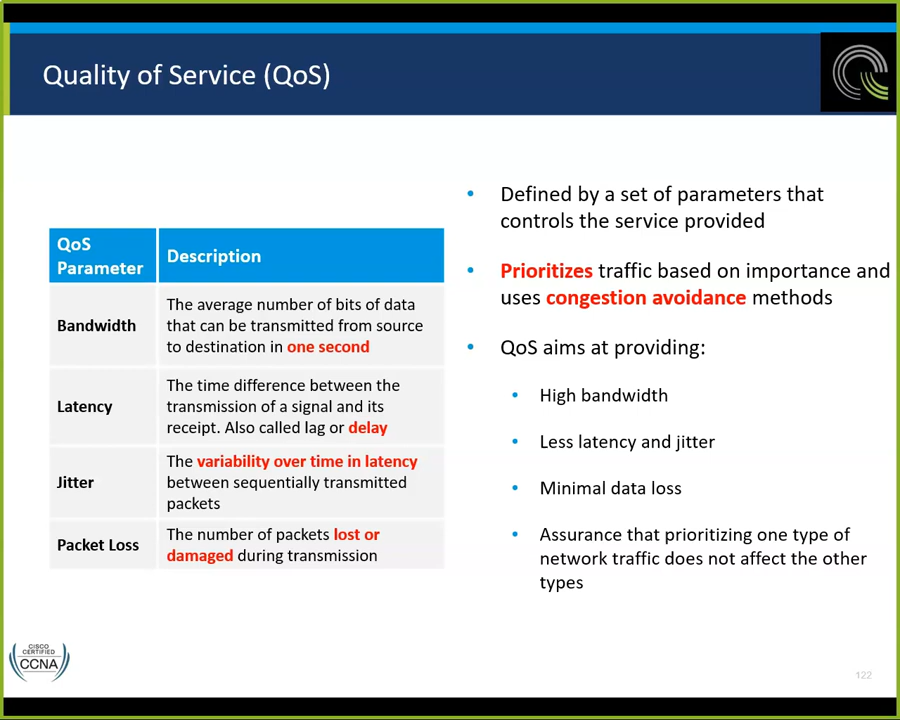 Quality of Service (QoS)
QoS
Parameter
Description
Bandwidth
The average number of bits of data
that can be transmitted from source
to destination in one second
Latency
The time difference between the
transmission of a signal and its
receipt. Also called lag or delay
Jitter
The variability over time in latency
between sequentially transmitted
packets
Packet Loss
The number of packets lost or
damaged during transmission
• Defined by a set of parameters that
controls the service provided
• Prioritizes traffic based on importance and
uses congestion avoidance methods
• QoS aims at providing:
• High bandwidth
• Less latency and jitter
• Minimal data loss
• Assurance that prioritizing one type of
network traffic does not affect the other
types
CISCO
CERTIFIED
CCNA
122